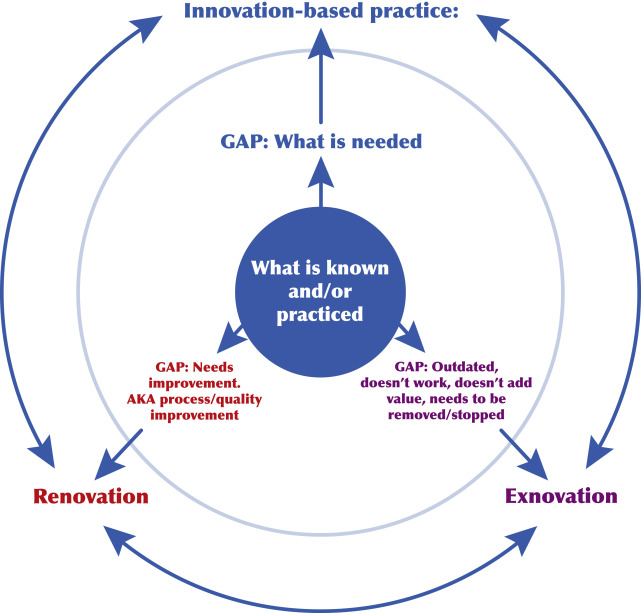 Innovation-based practice:
GAP: What is needed
What is known
and/or
practiced
GAP: Needs
improvement.
AKA process/quality
improvement
GAP: Outdated,
doesn’t work, doesn’t add
value, needs to be
removed/stopped
Renovation
Exnovation